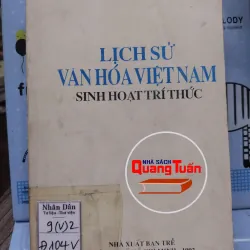 LỊCH SỬ
VĂN HÓA VIỆT NAM
SINH HOẠT TRÍ THỨC
NHÀ SÁCH
Quang Tuấn
Nhân Dân
9(V)2
NHÀ XUẤT BẢN TRẺ